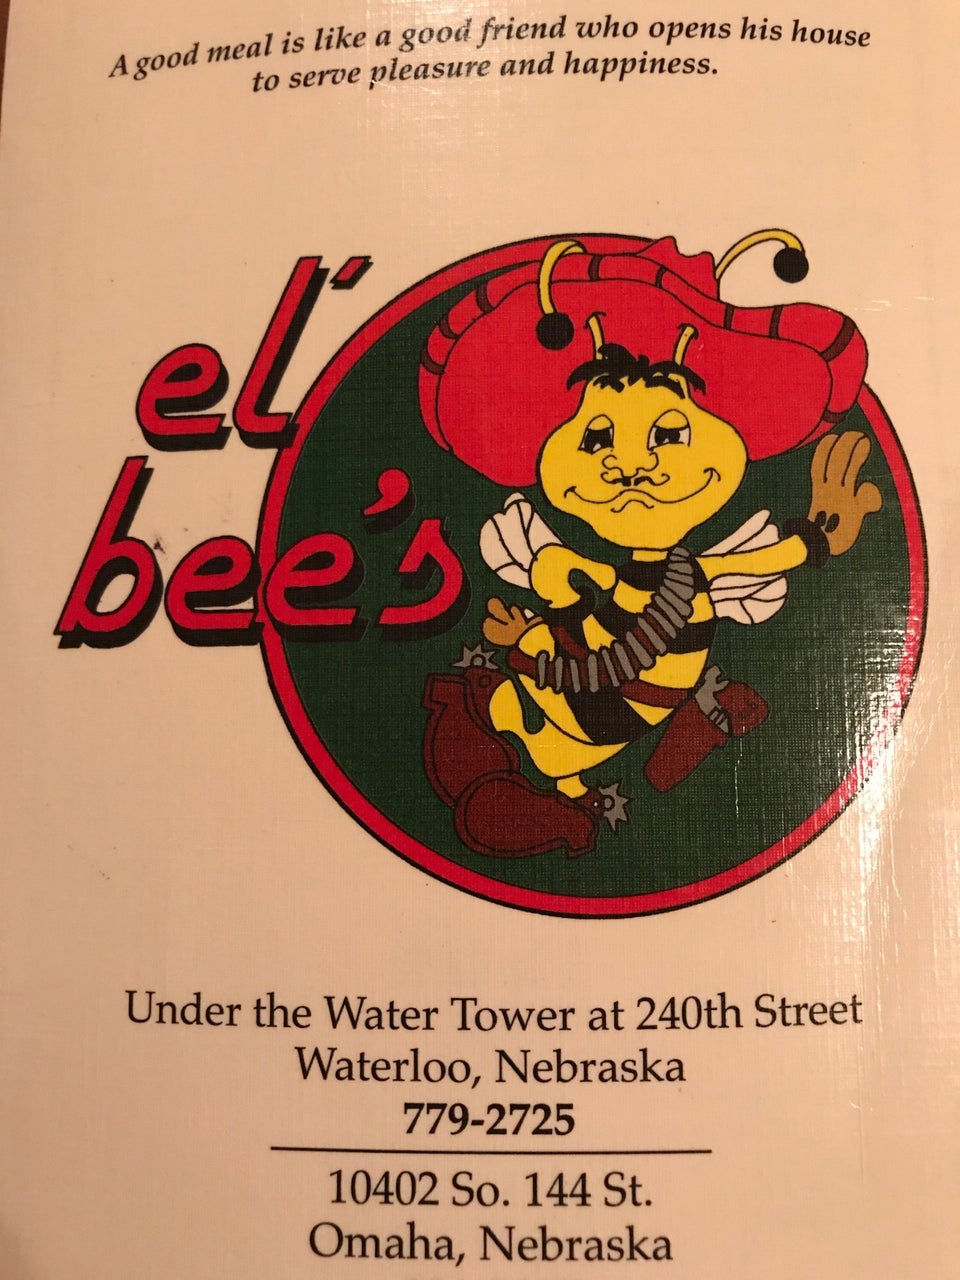 A good meal is like a good friend who opens his house
to serve pleasure and happiness.
el'
bee's
Under the Water Tower at 240th Street
Waterloo, Nebraska
779-2725
10402 So. 144 St.
Omaha, Nebraska